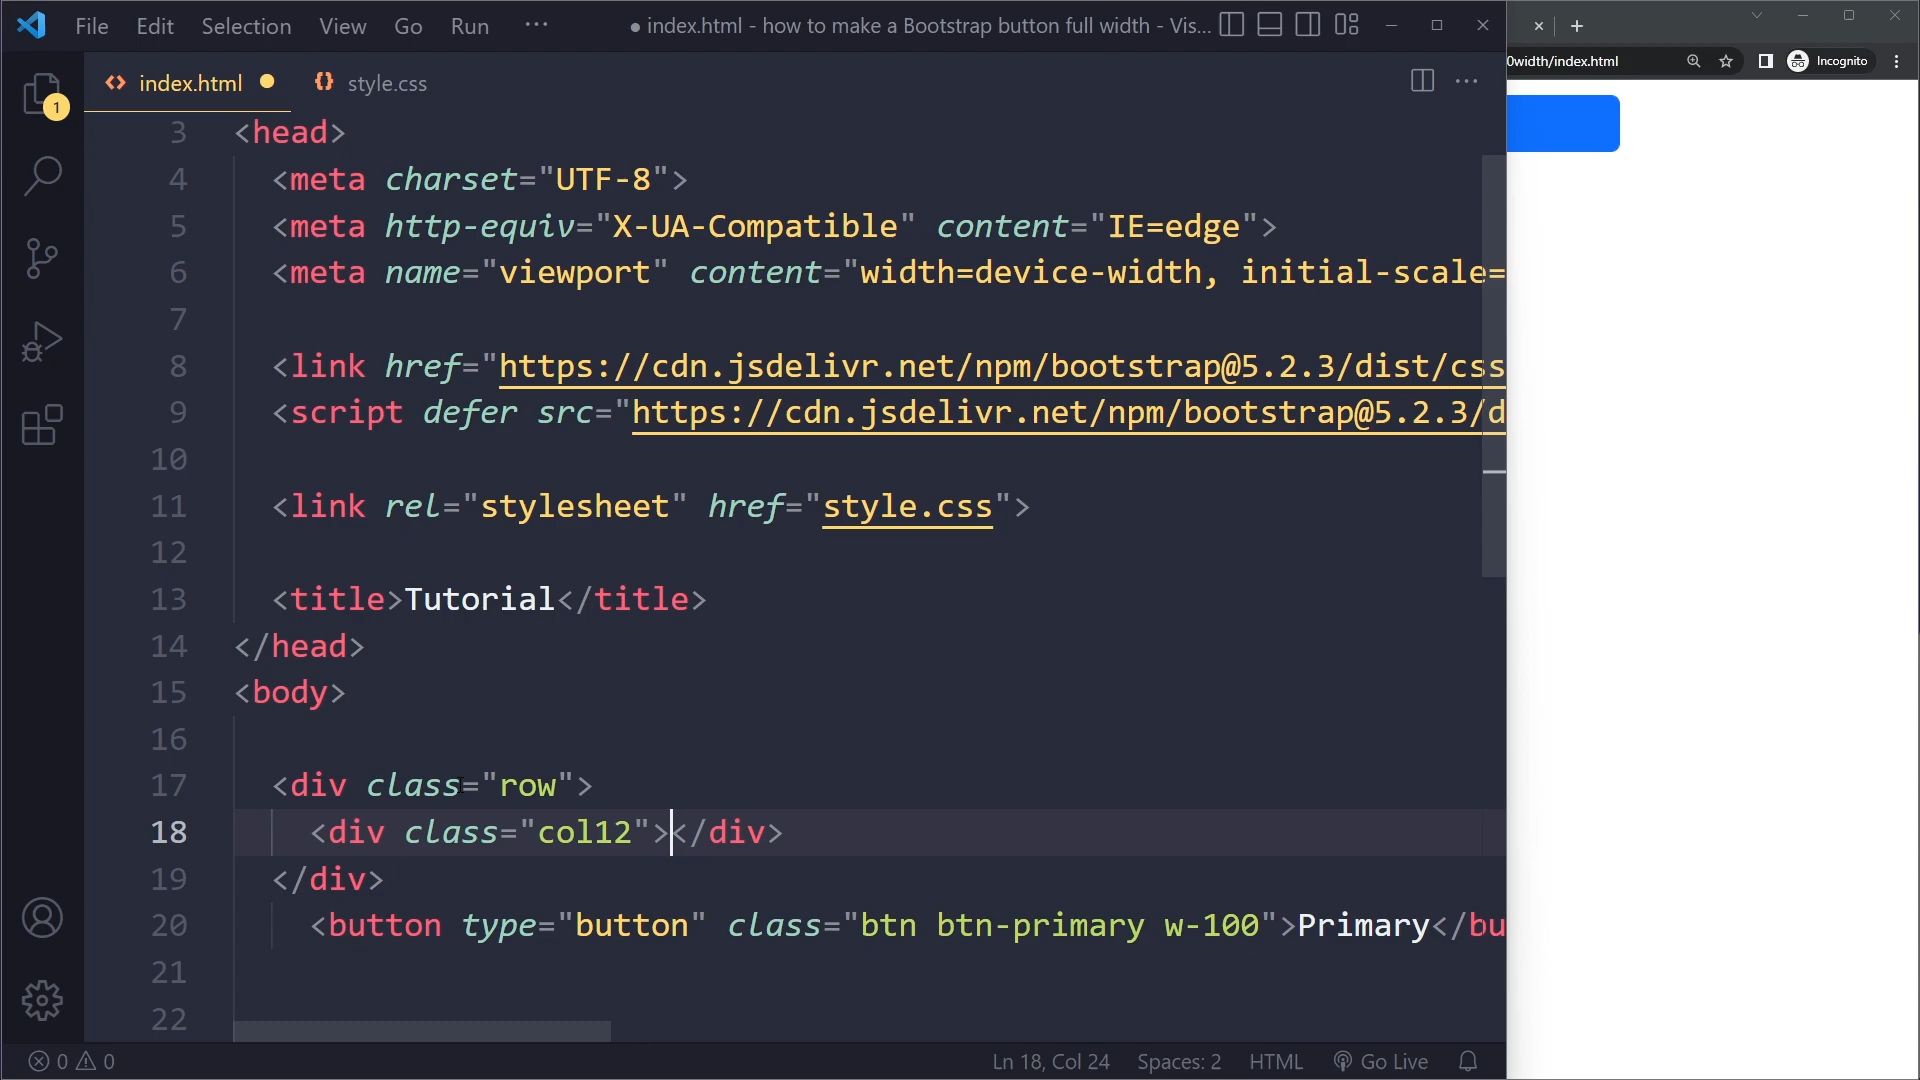 File Edit Selection View Go Run ··· ● index.html - how to make a Bootstrap button full width - Vis...
index.html style.css
0width/index.html Incognito
1
3 <head>
4 <meta charset="UTF-8">
5 <meta http-equiv="X-UA-Compatible" content="IE=edge">
6 <meta name="viewport" content="width=device-width, initial-scale=
7
8 <link href="https://cdn.jsdelivr.net/npm/bootstrap@5.2.3/dist/css
9 <script defer src="https://cdn.jsdelivr.net/npm/bootstrap@5.2.3/d
10
11 <link rel="stylesheet" href="style.css">
12
13 <title>Tutorial</title>
14 </head>
15 <body>
16
17 <div class="row">
18 <div class="col12"></div>
19 </div>
20 <button type="button" class="btn btn-primary w-100">Primary</bu
21
22
0 0 Ln 18, Col 24 Spaces: 2 HTML Go Live